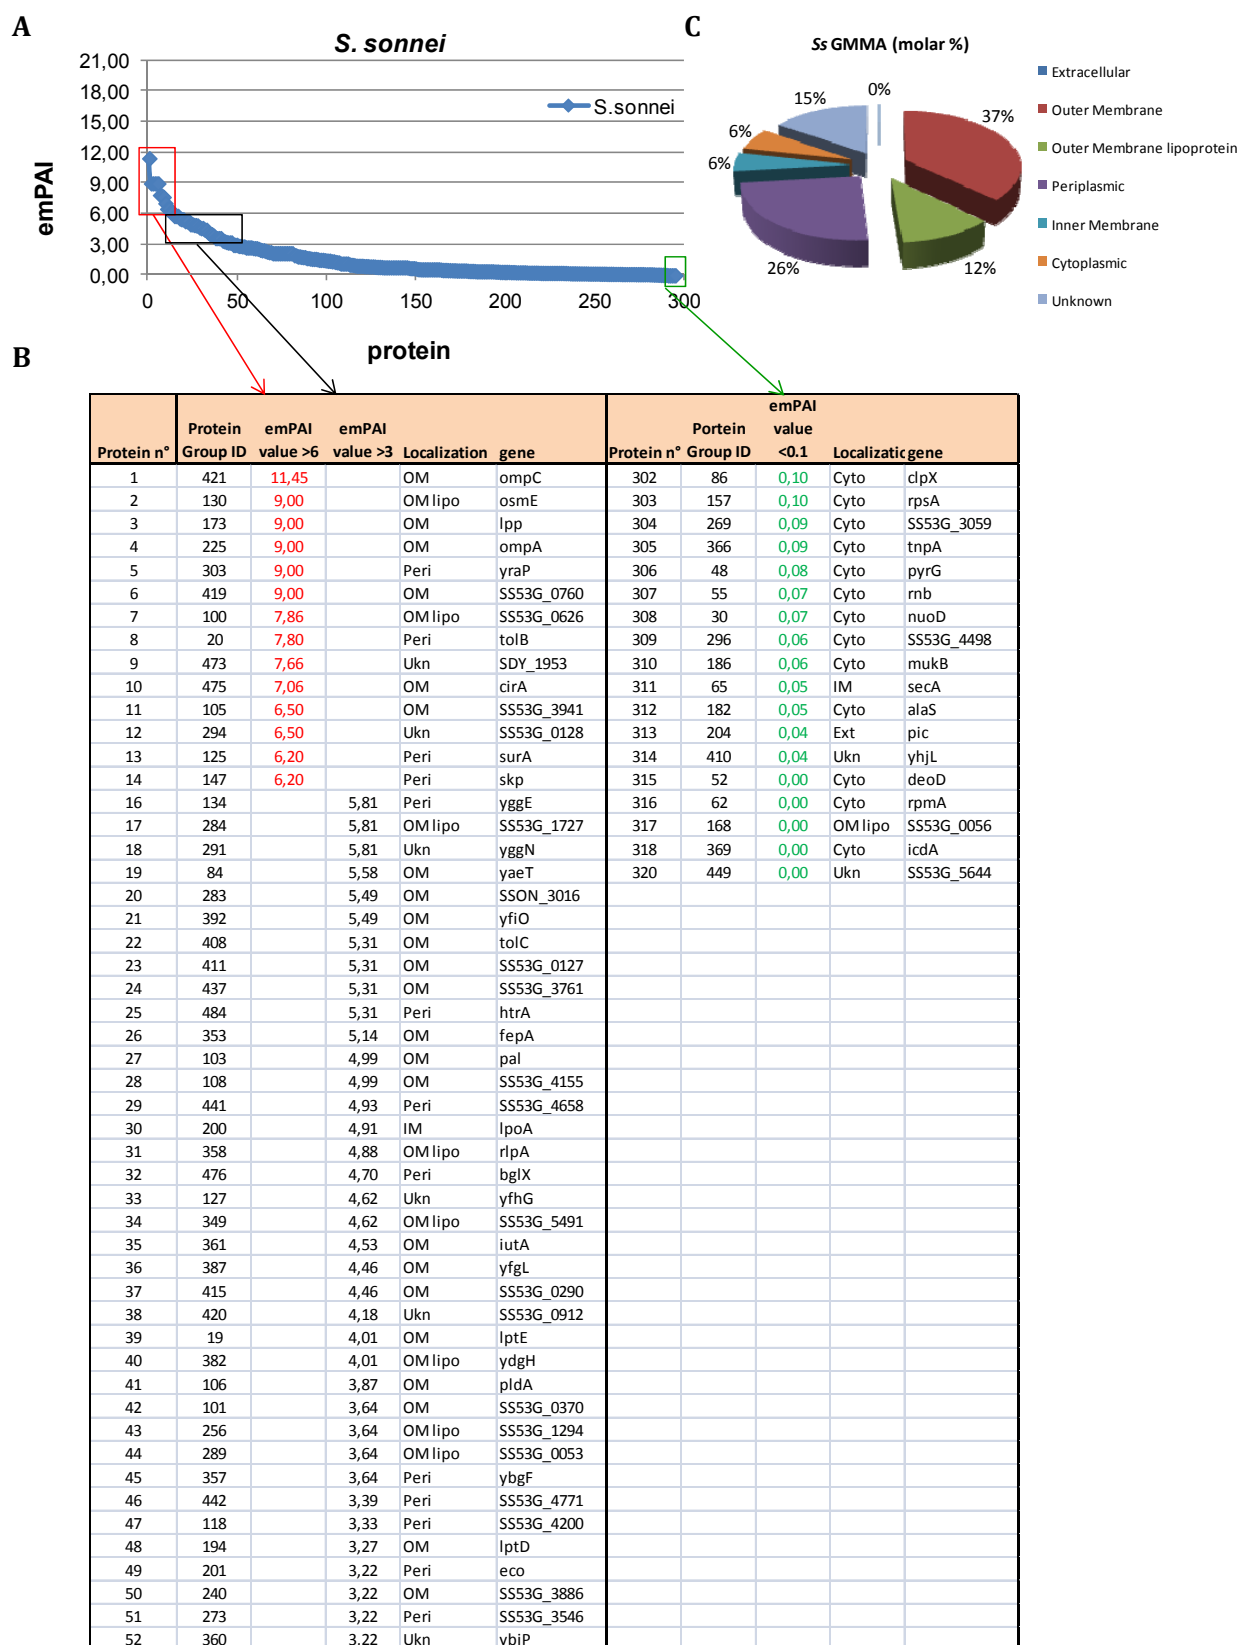 A
C
S. sonnei
Ss GMMA (molar %)
21,00
18,00
15,00
12,00
9,00
6,00
3,00
0,00
emPAI
S.sonnei
0 50 100 150 200 250 300
protein
0%
37%
12%
26%
6%
6%
15%
Extracellular
Outer Membrane
Outer Membrane lipoprotein
Periplasmic
Inner Membrane
Cytoplasmic
Unknown
B
Protein n° Protein Group ID emPAI value >6 emPAI value >3 Localization gene Protein n° Portein Group ID emPAI value <0.1 Localizatic gene
1 421 11,45 OM ompC 302 86 0,10 Cyto clpX
2 130 9,00 OM lipo osmE 303 157 0,10 Cyto rpsA
3 173 9,00 OM lpp 304 269 0,09 Cyto SS53G_3059
4 225 9,00 OM ompA 305 366 0,09 Cyto tnpA
5 303 9,00 Peri yraP 306 48 0,08 Cyto pyrG
6 419 9,00 OM SS53G_0760 307 55 0,07 Cyto rnb
7 100 7,86 OM lipo SS53G_0626 308 30 0,07 Cyto nuoD
8 20 7,80 Peri tolB 309 296 0,06 Cyto SS53G_4498
9 473 7,66 Ukn SDY_1953 310 186 0,06 Cyto mukB
10 475 7,06 OM cirA 311 65 0,05 IM secA
11 105 6,50 OM SS53G_3941 312 182 0,05 Cyto alaS
12 294 6,50 Ukn SS53G_0128 313 204 0,04 Ext pic
13 125 6,20 Peri surA 314 410 0,04 Ukn yhjL
14 147 6,20 Peri skp 315 52 0,00 Cyto deoD
16 134 5,81 Peri yggE 316 62 0,00 Cyto rpmA
17 284 5,81 OM lipo SS53G_1727 317 168 0,00 OM lipo SS53G_0056
18 291 5,81 Ukn yggN 318 369 0,00 Cyto icdA
19 84 5,58 OM yaeT 320 449 0,00 Ukn SS53G_5644
20 283 5,49 OM SSON_3016
21 392 5,49 OM yfiO
22 408 5,31 OM tolC
23 411 5,31 OM SS53G_0127
24 437 5,31 OM SS53G_3761
25 484 5,31 Peri htrA
26 353 5,14 OM fepA
27 103 4,99 OM pal
28 108 4,99 OM SS53G_4155
29 441 4,93 Peri SS53G_4658
30 200 4,91 IM lpoA
31 358 4,88 OM lipo rlpA
32 476 4,70 Peri bglX
33 127 4,62 Ukn yfhG
34 349 4,62 OM lipo SS53G_5491
35 361 4,53 OM iutA
36 387 4,46 OM yfgL
37 415 4,46 OM SS53G_0290
38 420 4,18 Ukn SS53G_0912
39 19 4,01 OM lptE
40 382 4,01 OM lipo ydgH
41 106 3,87 OM pldA
42 101 3,64 OM SS53G_0370
43 256 3,64 OM lipo SS53G_1294
44 289 3,64 OM lipo SS53G_0053
45 357 3,64 Peri ybgF
46 442 3,39 Peri SS53G_4771
47 118 3,33 Peri SS53G_4200
48 194 3,27 OM lptD
49 201 3,22 Peri eco
50 240 3,22 OM SS53G_3886
51 273 3,22 Peri SS53G_3546
52 360 3,22 Ukn ybiP